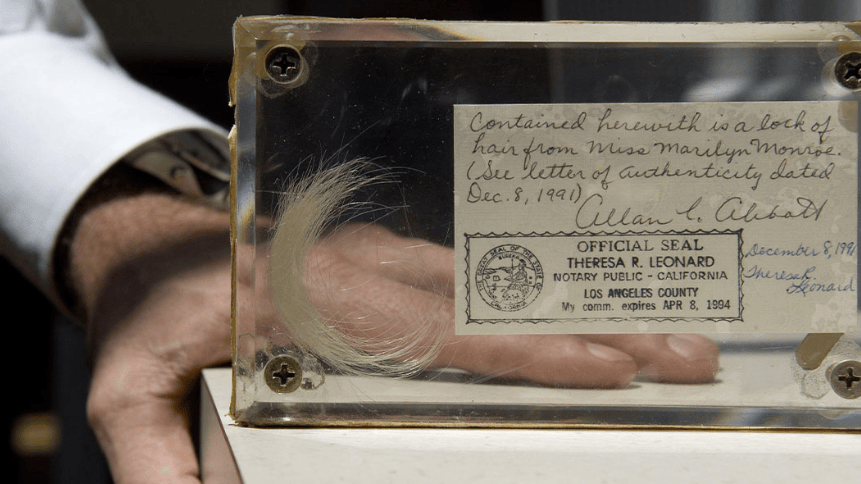 Contained herewith is a lock of
hair from Miss Marilyn Monroe.
(See letter of authenticity dated
Dec. 8, 1991)
Allan L. Abbott
OFFICIAL SEAL
THERESA R. LEONARD
NOTARY PUBLIC - CALIFORNIA
LOS ANGELES COUNTY
My comm. expires APR 8, 1994
December 8, 1991
Theresa R.
Leonard